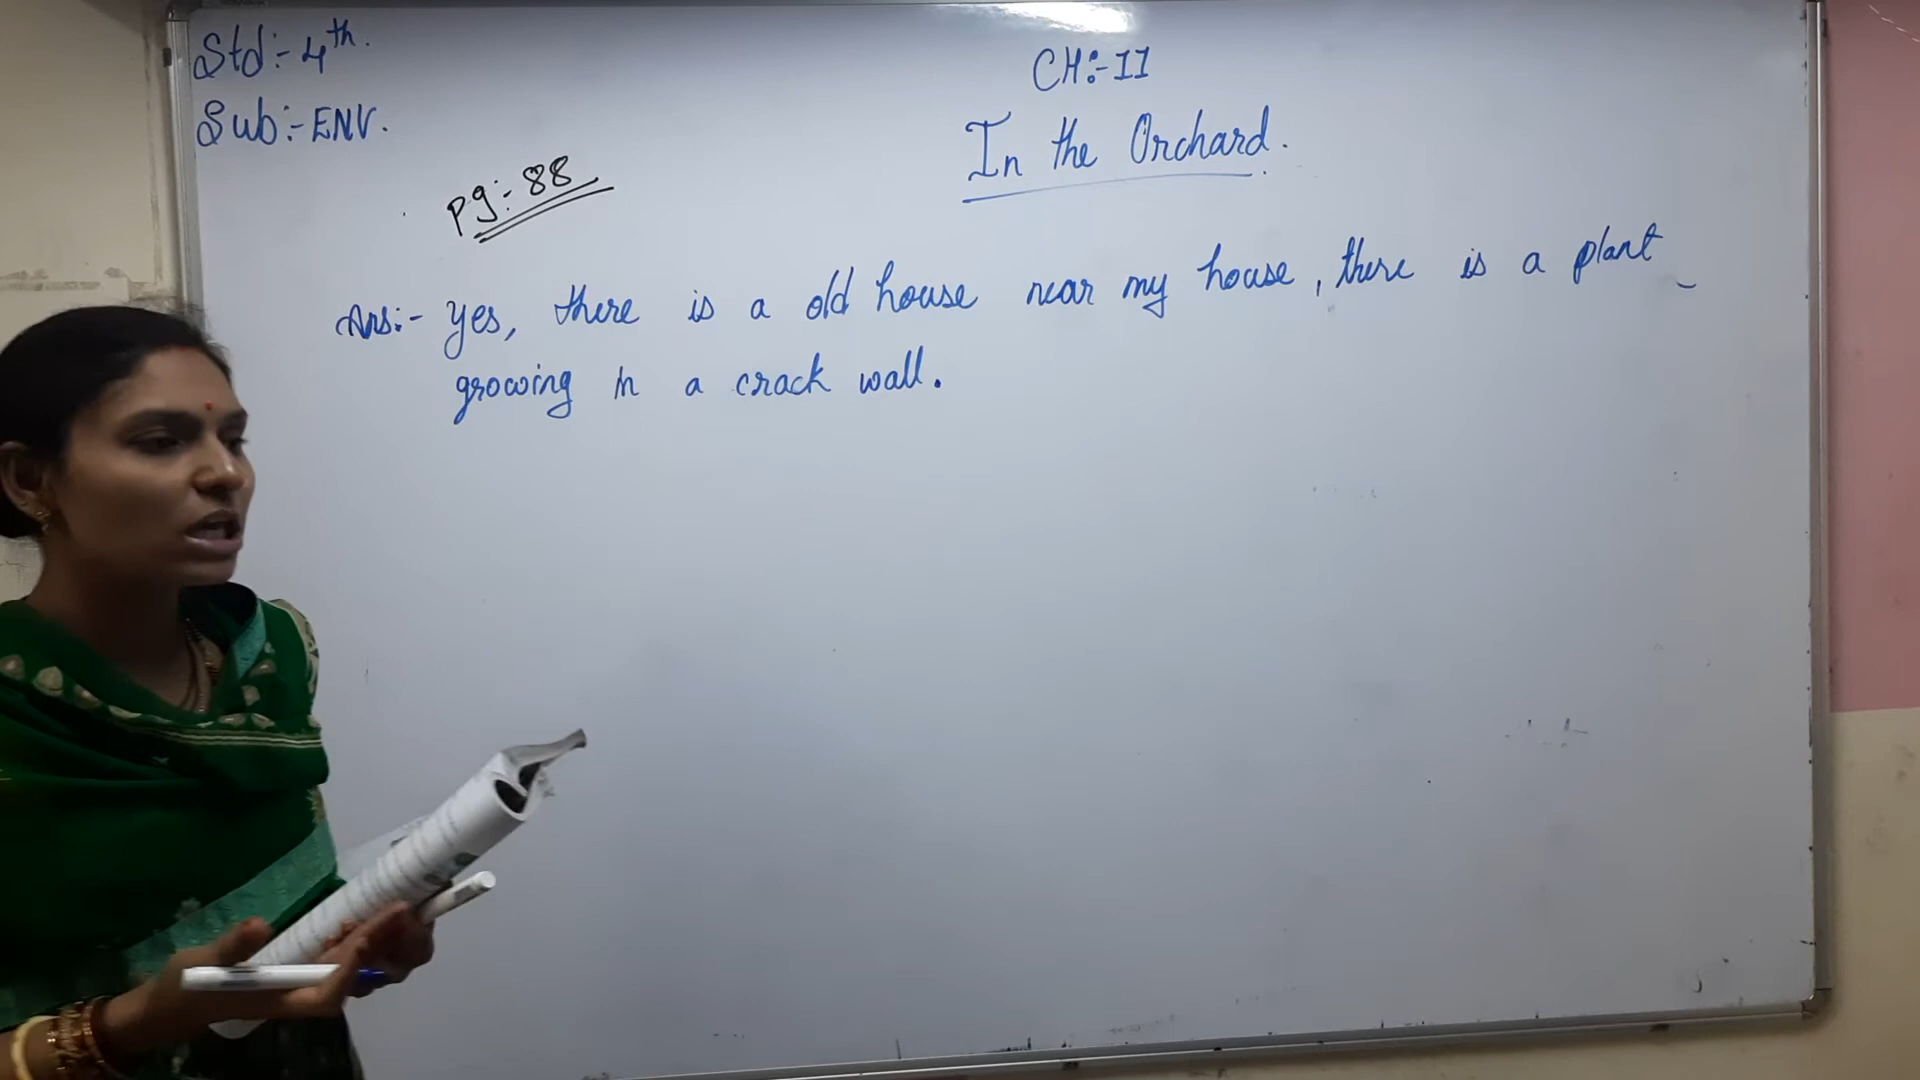 Std:- 4th.
Sub:- ENV.
CH:- 11
In the Orchard.
pg:- 88
Ans:- Yes, there is a old house near my house, there is a plant
growing in a crack wall.